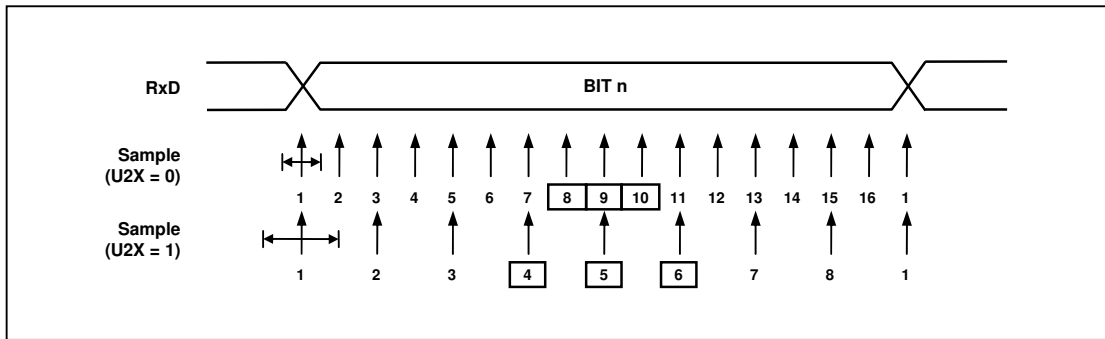 RxD
BIT n
Sample
(U2X = 0)
1 2 3 4 5 6 7 8 9 10 11 12 13 14 15 16 1
Sample
(U2X = 1)
1 2 3 4 5 6 7 8 1